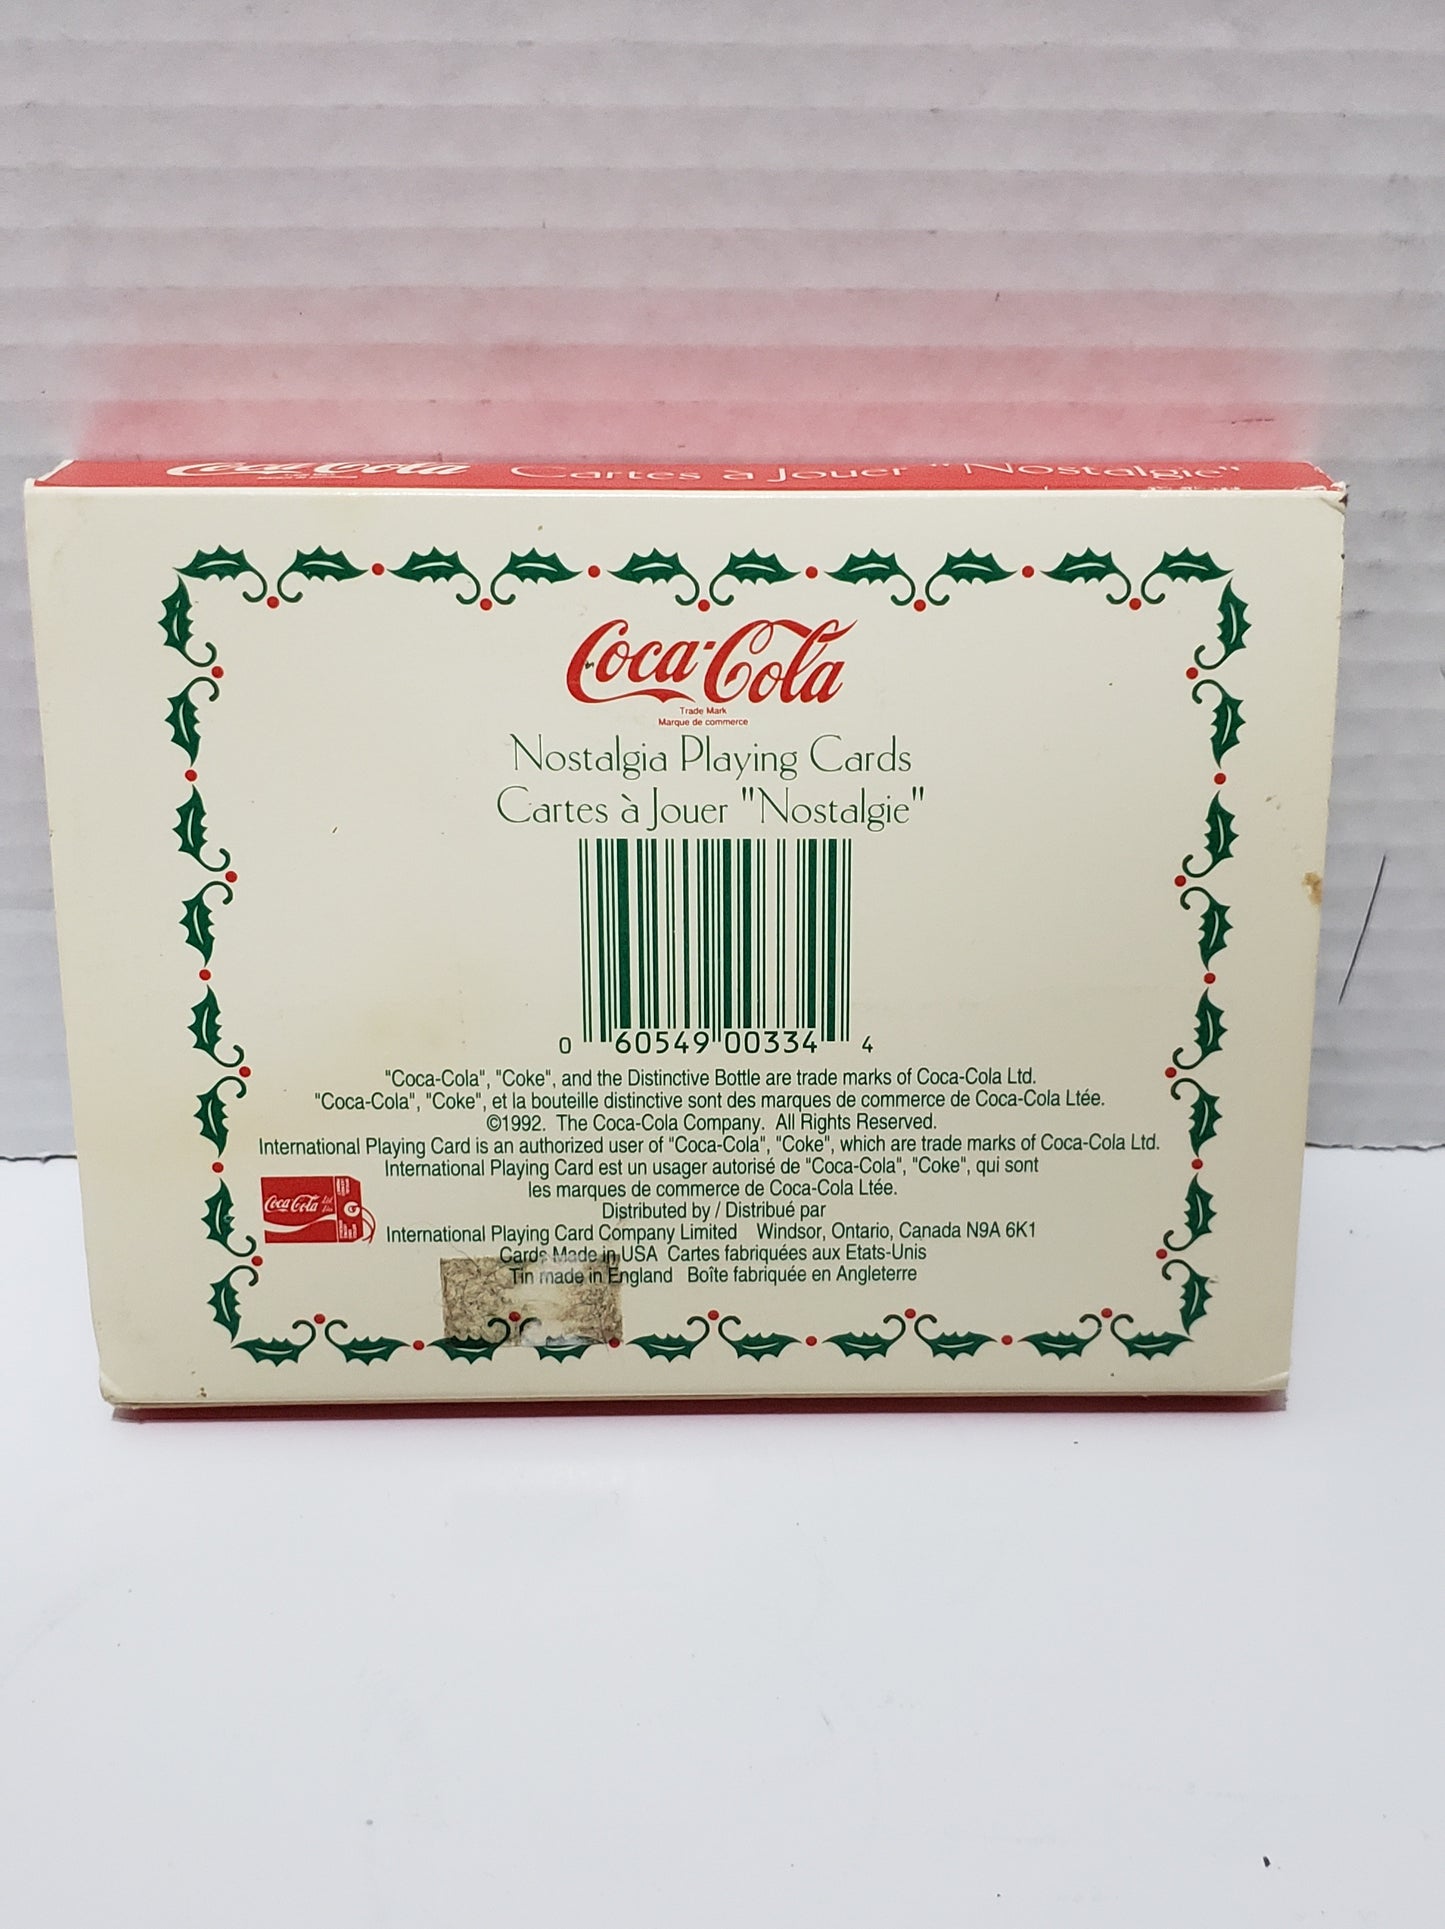 Coca-Cola Cartes à Jouer "Nostalgie"
Coca-Cola
Trade Mark
Marque de commerce
Nostalgia Playing Cards
Cartes à Jouer "Nostalgie"
0 60549 00334 4
"Coca-Cola", "Coke", and the Distinctive Bottle are trade marks of Coca-Cola Ltd.
"Coca-Cola", "Coke", et la bouteille distinctive sont des marques de commerce de Coca-Cola Ltée.
©1992. The Coca-Cola Company. All Rights Reserved.
International Playing Card is an authorized user of "Coca-Cola", "Coke", which are trade marks of Coca-Cola Ltd.
International Playing Card est un usager autorisé de "Coca-Cola", "Coke", qui sont
les marques de commerce de Coca-Cola Ltée.
Distributed by / Distribué par
International Playing Card Company Limited Windsor, Ontario, Canada N9A 6K1
Cards Made in USA Cartes fabriquées aux Etats-Unis
Tin made in England Boîte fabriquée en Angleterre
Coca-Cola Ltd
Ltée